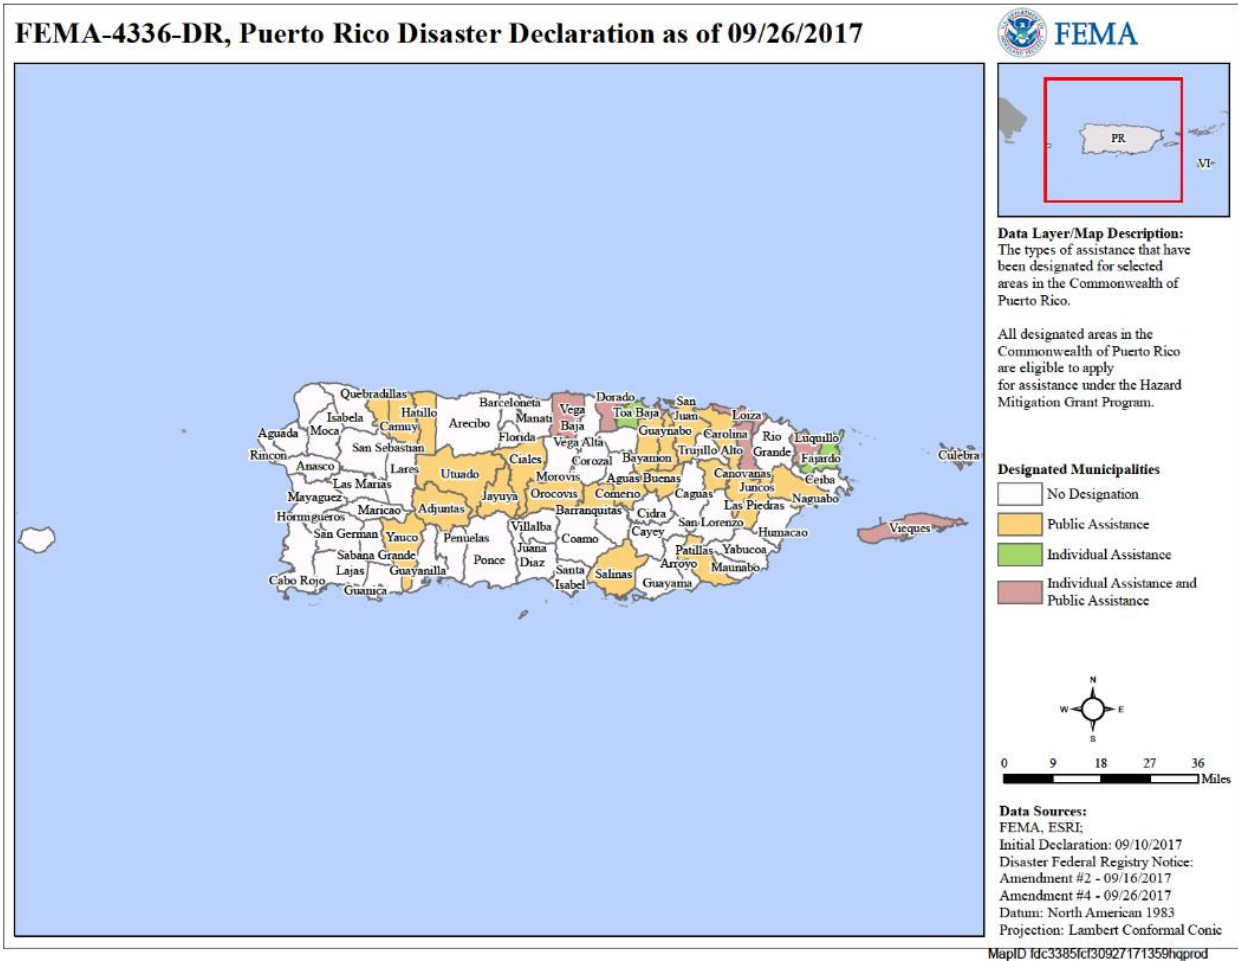 FEMA-4336-DR, Puerto Rico Disaster Declaration as of 09/26/2017
FEMA
PR
VI
Data Layer/Map Description:
The types of assistance that have
been designated for selected
areas in the Commonwealth of
Puerto Rico.
All designated areas in the
Commonwealth of Puerto Rico
are eligible to apply
for assistance under the Hazard
Mitigation Grant Program.
Quebradillas
Isabela
Hatillo
Camuy
Barceloneta
Arecibo
Manati
Florida
Vega
Baja
Vega Alta
Dorado
Toa Baja
San
Juan
Guaynabo
Carolina
Loiza
Trujillo Alto
Rio
Grande
Luquillo
Fajardo
Ceiba
Culebra
Aguada
Moca
Rincon
San Sebastian
Anasco
Lares
Las Marias
Utuado
Ciales
Corozal
Morovis
Bayamon
Canovanas
Mayaguez
Maricao
Adjuntas
Jayuya
Orocovis
Comerio
Aguas Buenas
Caguas
Juncos
Las Piedras
Naguabo
Hormigueros
San German
Yauco
Barranquitas
Cidra
San Lorenzo
Humacao
Vieques
Villalba
Penuelas
Coamo
Cayey
Sabana Grande
Ponce
Juana
Diaz
Patillas
Yabucoa
Lajas
Guayanilla
Salinas
Arroyo
Maunabo
Cabo Rojo
Guanica
Santa
Isabel
Guayama
Designated Municipalities
No Designation
Public Assistance
Individual Assistance
Individual Assistance and
Public Assistance
N
W
E
S
0 9 18 27 36
Miles
Data Sources:
FEMA, ESRI;
Initial Declaration: 09/10/2017
Disaster Federal Registry Notice:
Amendment #2 - 09/16/2017
Amendment #4 - 09/26/2017
Datum: North American 1983
Projection: Lambert Conformal Conic
MapID fdc3385fcf30927171359hqprod